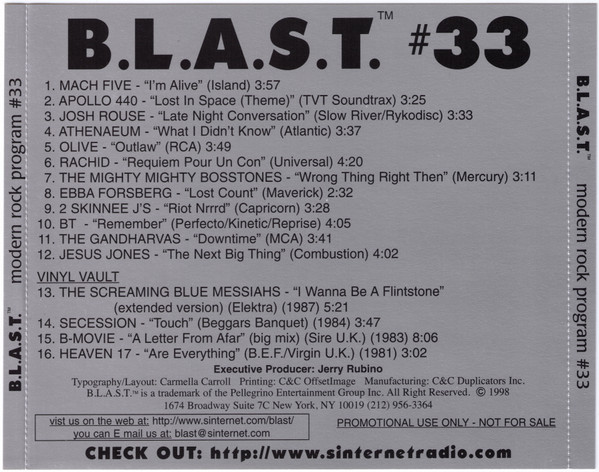 B.L.A.S.T.™ #33
1. MACH FIVE - “I'm Alive” (Island) 3:57
2. APOLLO 440 - “Lost In Space (Theme)” (TVT Soundtrax) 3:25
3. JOSH ROUSE - “Late Night Conversation” (Slow River/Rykodisc) 3:33
4. ATHENAEUM - “What I Didn't Know” (Atlantic) 3:37
5. OLIVE - “Outlaw” (RCA) 3:49
6. RACHID - “Requiem Pour Un Con” (Universal) 4:20
7. THE MIGHTY MIGHTY BOSSTONES - “Wrong Thing Right Then” (Mercury) 3:11
8. EBBA FORSBERG - “Lost Count” (Maverick) 2:32
9. 2 SKINNEE J'S - “Riot Nrrrd” (Capricorn) 3:28
10. BT - “Remember” (Perfecto/Kinetic/Reprise) 4:05
11. THE GANDHARVAS - “Downtime” (MCA) 3:41
12. JESUS JONES - “The Next Big Thing” (Combustion) 4:02
VINYL VAULT
13. THE SCREAMING BLUE MESSIAHS - “I Wanna Be A Flintstone”
(extended version) (Elektra) (1987) 5:21
14. SECESSION - “Touch” (Beggars Banquet) (1984) 3:47
15. B-MOVIE - “A Letter From Afar” (big mix) (Sire U.K.) (1983) 8:06
16. HEAVEN 17 - “Are Everything” (B.E.F./Virgin U.K.) (1981) 3:02
Executive Producer: Jerry Rubino
Typography/Layout: Carmella Carroll Printing: C&C OffsetImage Manufacturing: C&C Duplicators Inc.
B.L.A.S.T.™ is a trademark of the Pellegrino Entertainment Group Inc. All Right Reserved. © 1998
1674 Broadway Suite 7C New York, NY 10019 (212) 956-3364
vist us on the web at: http://www.sinternet.com/blast/
you can E mail us at: blast@sinternet.com
PROMOTIONAL USE ONLY - NOT FOR SALE
CHECK OUT: http://www.sinternetradio.com
B.L.A.S.T.™ modern rock program #33
B.L.A.S.T.™ modern rock program #33